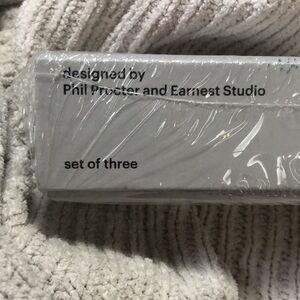 designed by
Phil Procter and Earnest Studio
set of three